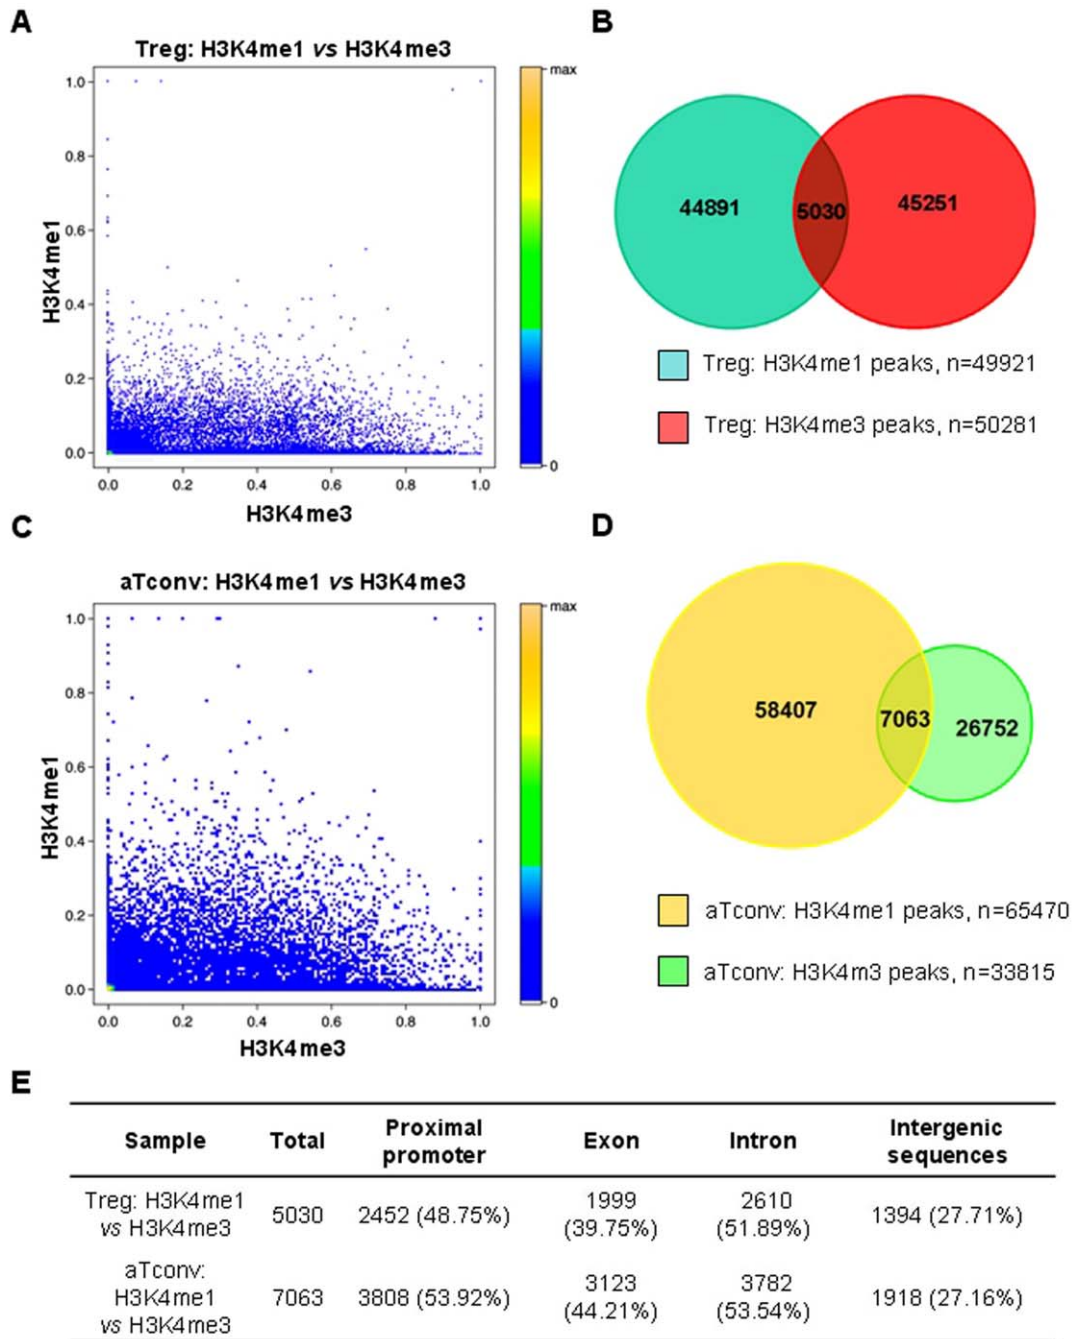 A
Treg: H3K4me1 vs H3K4me3
max
1.0
0.8
0.6
0.4
0.2
0.0
H3K4me1
0
0.0 0.2 0.4 0.6 0.8 1.0
H3K4me3
B
44891
5030
45251
Treg: H3K4me1 peaks, n=49921
Treg: H3K4me3 peaks, n=50281
C
aTconv: H3K4me1 vs H3K4me3
max
1.0
0.8
0.6
0.4
0.2
0.0
H3K4me1
0
0.0 0.2 0.4 0.6 0.8 1.0
H3K4me3
D
58407
7063
26752
aTconv: H3K4me1 peaks, n=65470
aTconv: H3K4m3 peaks, n=33815
E
Sample Total Proximal promoter Exon Intron Intergenic sequences
Treg: H3K4me1 vs H3K4me3 5030 2452 (48.75%) 1999 (39.75%) 2610 (51.89%) 1394 (27.71%)
aTconv: H3K4me1 vs H3K4me3 7063 3808 (53.92%) 3123 (44.21%) 3782 (53.54%) 1918 (27.16%)